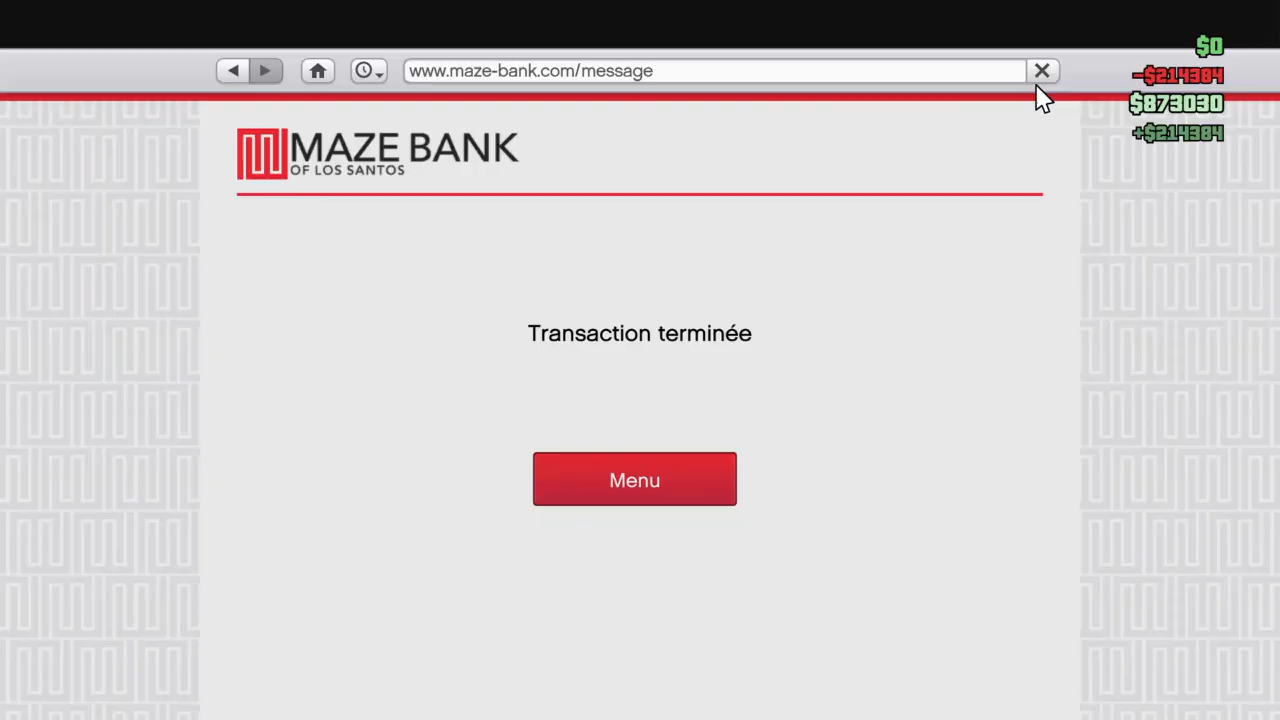 www.maze-bank.com/message
$0
-$214384
$873030
+$214384
MAZE BANK
OF LOS SANTOS
Transaction terminée
Menu